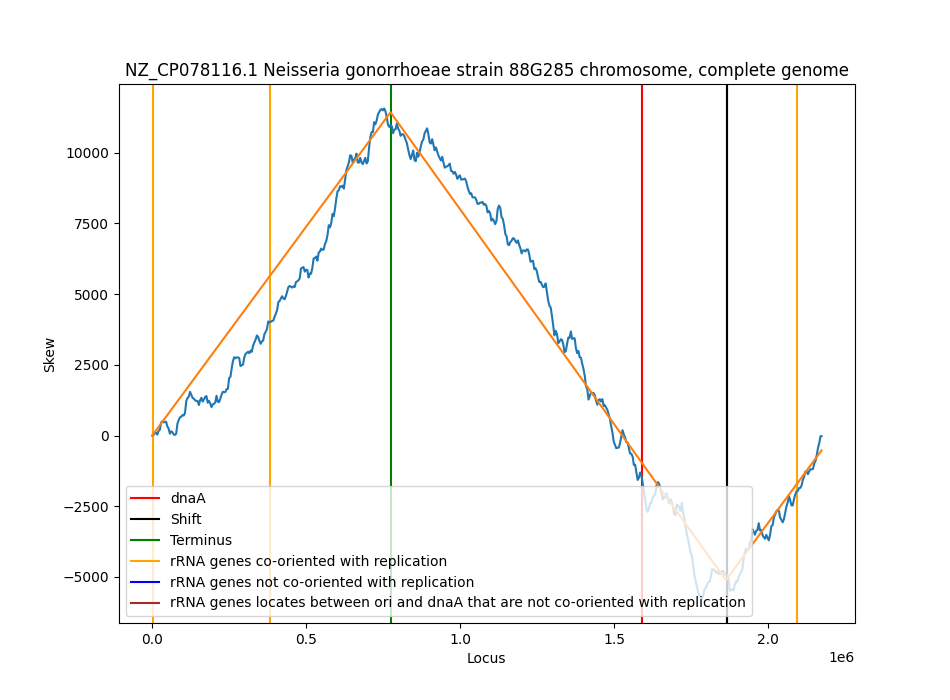 NZ_CP078116.1 Neisseria gonorrhoeae strain 88G285 chromosome, complete genome
10000
7500
5000
2500
0
−2500
−5000
Skew
dnaA
Shift
Terminus
rRNA genes co-oriented with replication
rRNA genes not co-oriented with replication
rRNA genes locates between ori and dnaA that are not co-oriented with replication
0.0 0.5 1.0 1.5 2.0
1e6
Locus